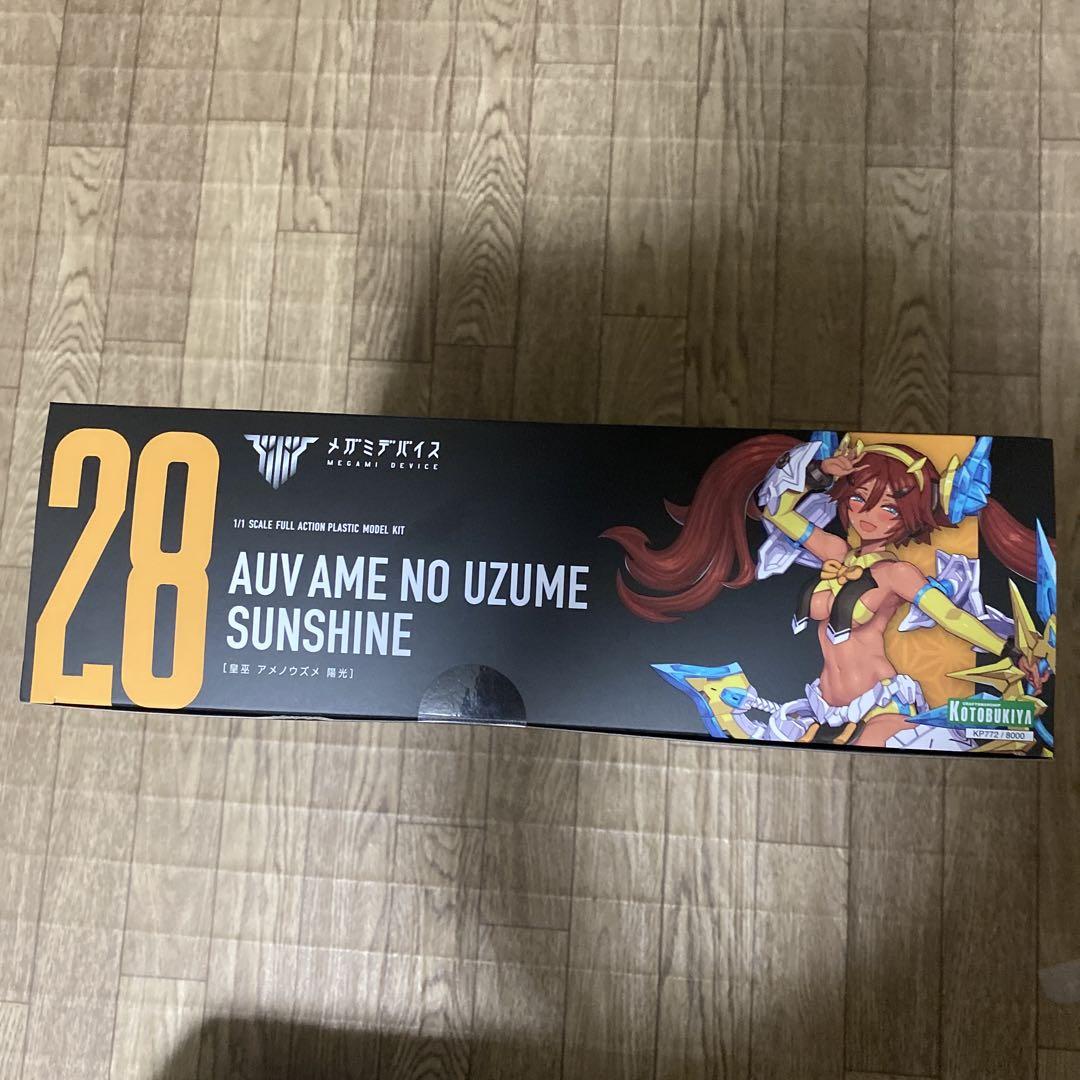 28
メガミデバイス
MEGAMI DEVICE
1/1 SCALE FULL ACTION PLASTIC MODEL KIT
AUV AME NO UZUME
SUNSHINE
[皇巫 アメノウズメ 陽光]
CRAFTSMANSHIP
KOTOBUKIYA
KP772 / 8000